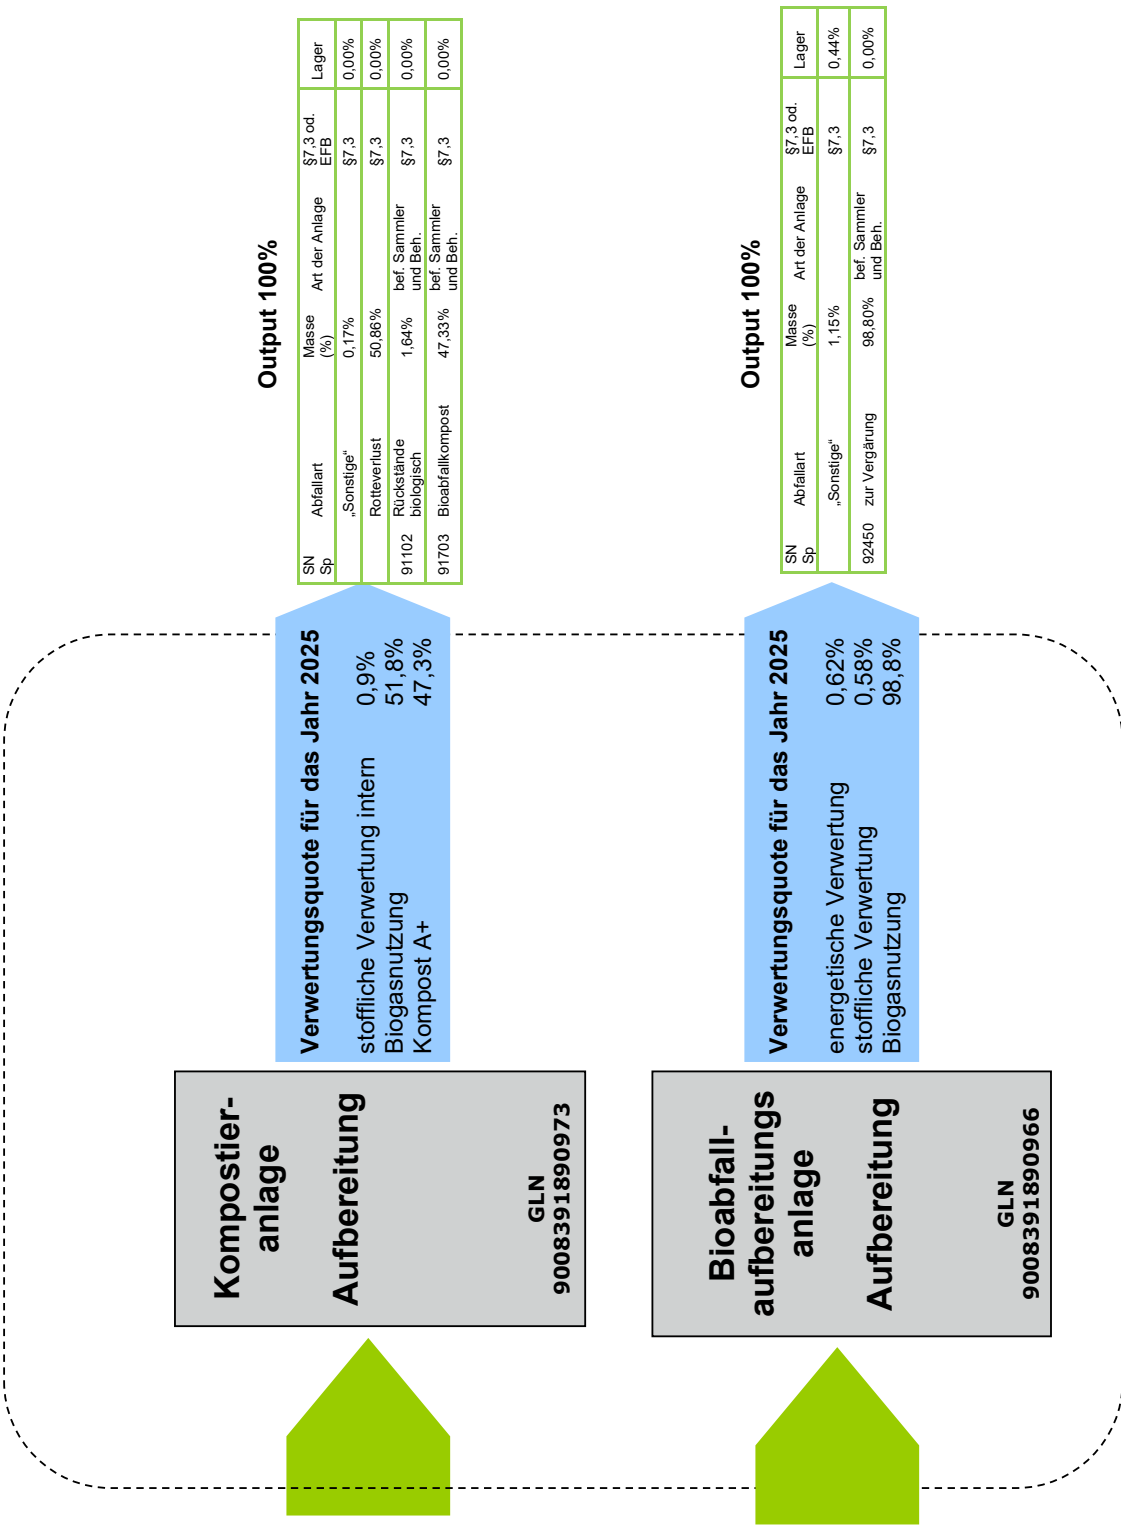 Kompostier-
anlage
Aufbereitung
GLN
9008391890973
Verwertungsquote für das Jahr 2025
stoffliche Verwertung intern 0,9%
Biogasnutzung 51,8%
Kompost A+ 47,3%
Output 100%
SN Sp Abfallart Masse (%) Art der Anlage §7,3 od. EFB Lager
„Sonstige“ 0,17% §7,3 0,00%
Rotteverlust 50,86% §7,3 0,00%
91102 Rückstände biologisch 1,64% bef. Sammler und Beh. §7,3 0,00%
91703 Bioabfallkompost 47,33% bef. Sammler und Beh. §7,3 0,00%
Bioabfall-
aufbereitungs
anlage
Aufbereitung
GLN
9008391890966
Verwertungsquote für das Jahr 2025
energetische Verwertung 0,62%
stoffliche Verwertung 0,58%
Biogasnutzung 98,8%
Output 100%
SN Sp Abfallart Masse (%) Art der Anlage §7,3 od. EFB Lager
„Sonstige“ 1,15% §7,3 0,44%
92450 zur Vergärung 98,80% bef. Sammler und Beh. §7,3 0,00%